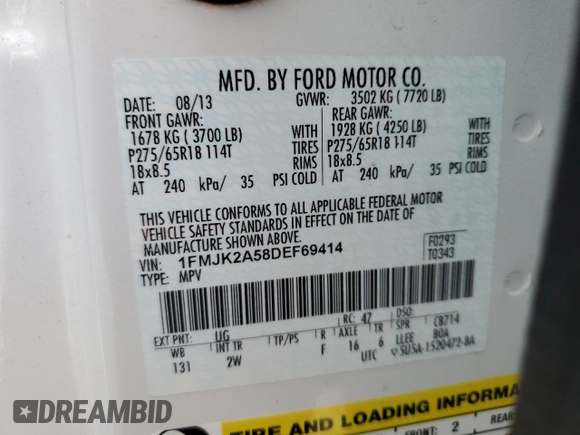 MFD. BY FORD MOTOR CO.
DATE: 08/13 GVWR: 3502 KG ( 7720 LB)
FRONT GAWR: REAR GAWR:
1678 KG ( 3700 LB) WITH 1928 KG ( 4250 LB) WITH
P275/65R18 114T TIRES P275/65R18 114T TIRES
18x8.5 RIMS 18x8.5 RIMS
AT 240 kPa/ 35 PSI COLD AT 240 kPa/ 35 PSI COLD
THIS VEHICLE CONFORMS TO ALL APPLICABLE FEDERAL MOTOR
VEHICLE SAFETY STANDARDS IN EFFECT ON THE DATE OF
MANUFACTURE SHOWN ABOVE.
VIN: 1FMJK2A58DEF69414 F0293
TYPE: MPV T0343
EXT PNT: UG RC: 47 DSO:
WB INT TR TP/PS R AXLE TR SPR C8714
131 2W F 16 6 LLEE 80A
UTC
TIRE AND LOADING INFORMA
FRONT: 2 REAR
DREAMBID